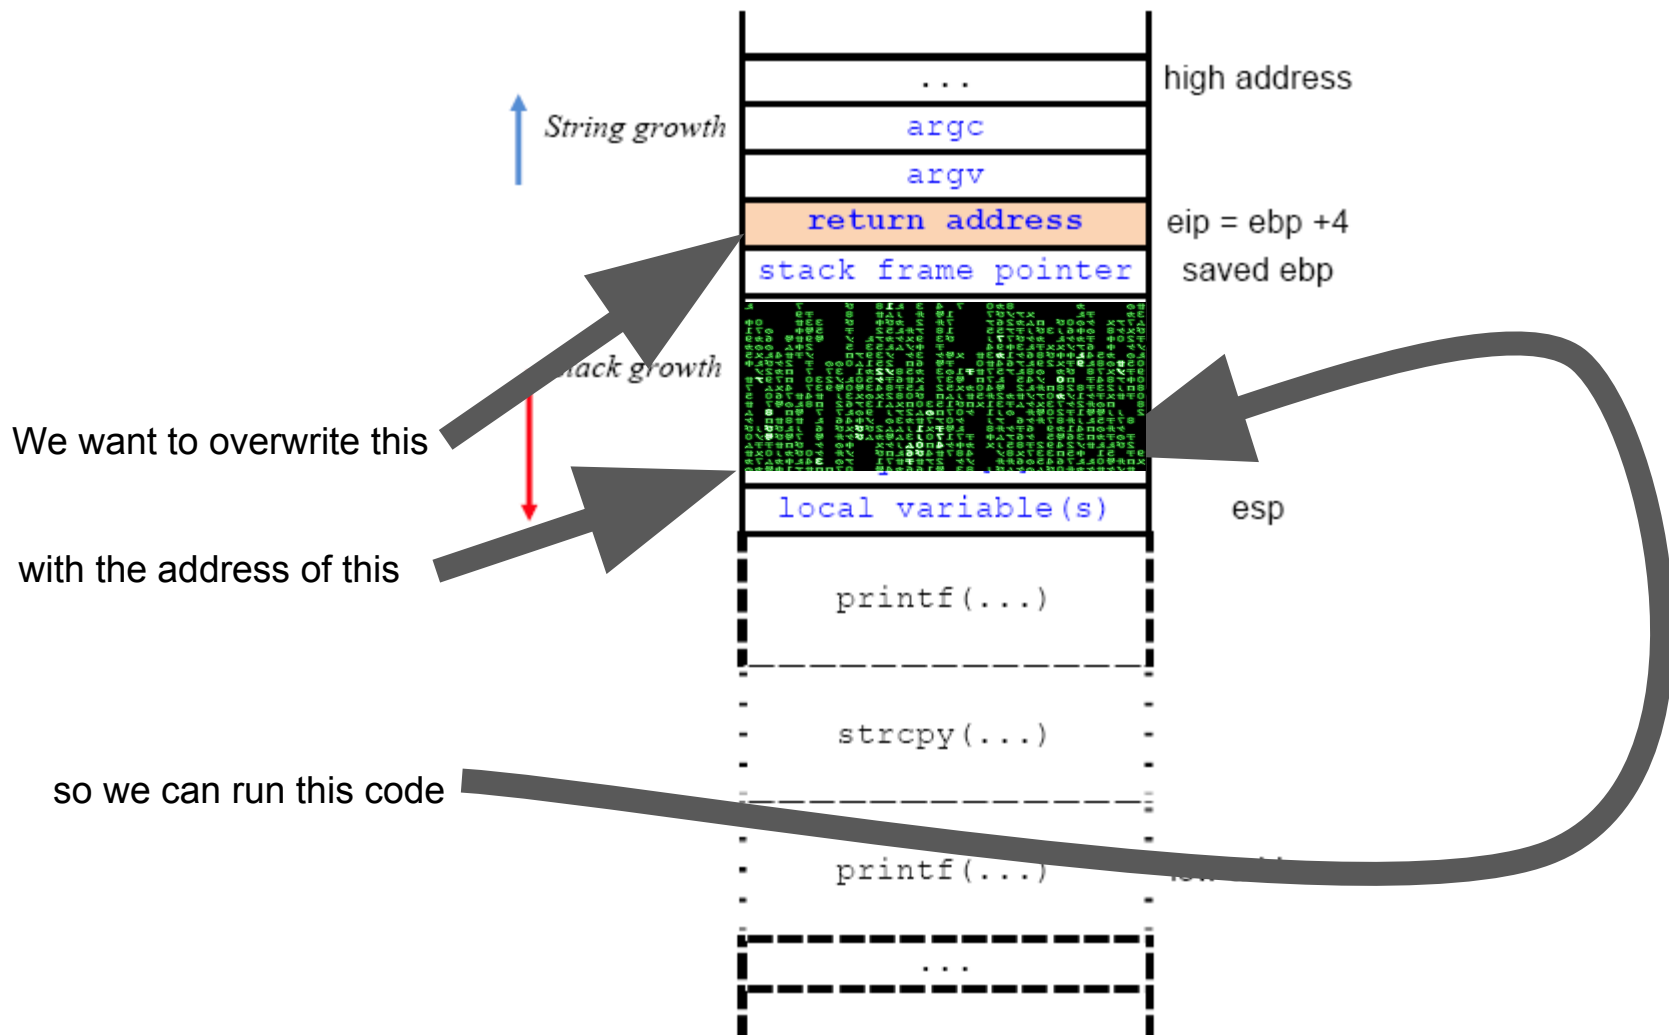 ...
high address
String growth
argc
argv
return address
eip = ebp +4
stack frame pointer
saved ebp
growth
We want to overwrite this
local variable(s)
esp
with the address of this
printf(...)
strcpy(...)
so we can run this code
printf(...)
...